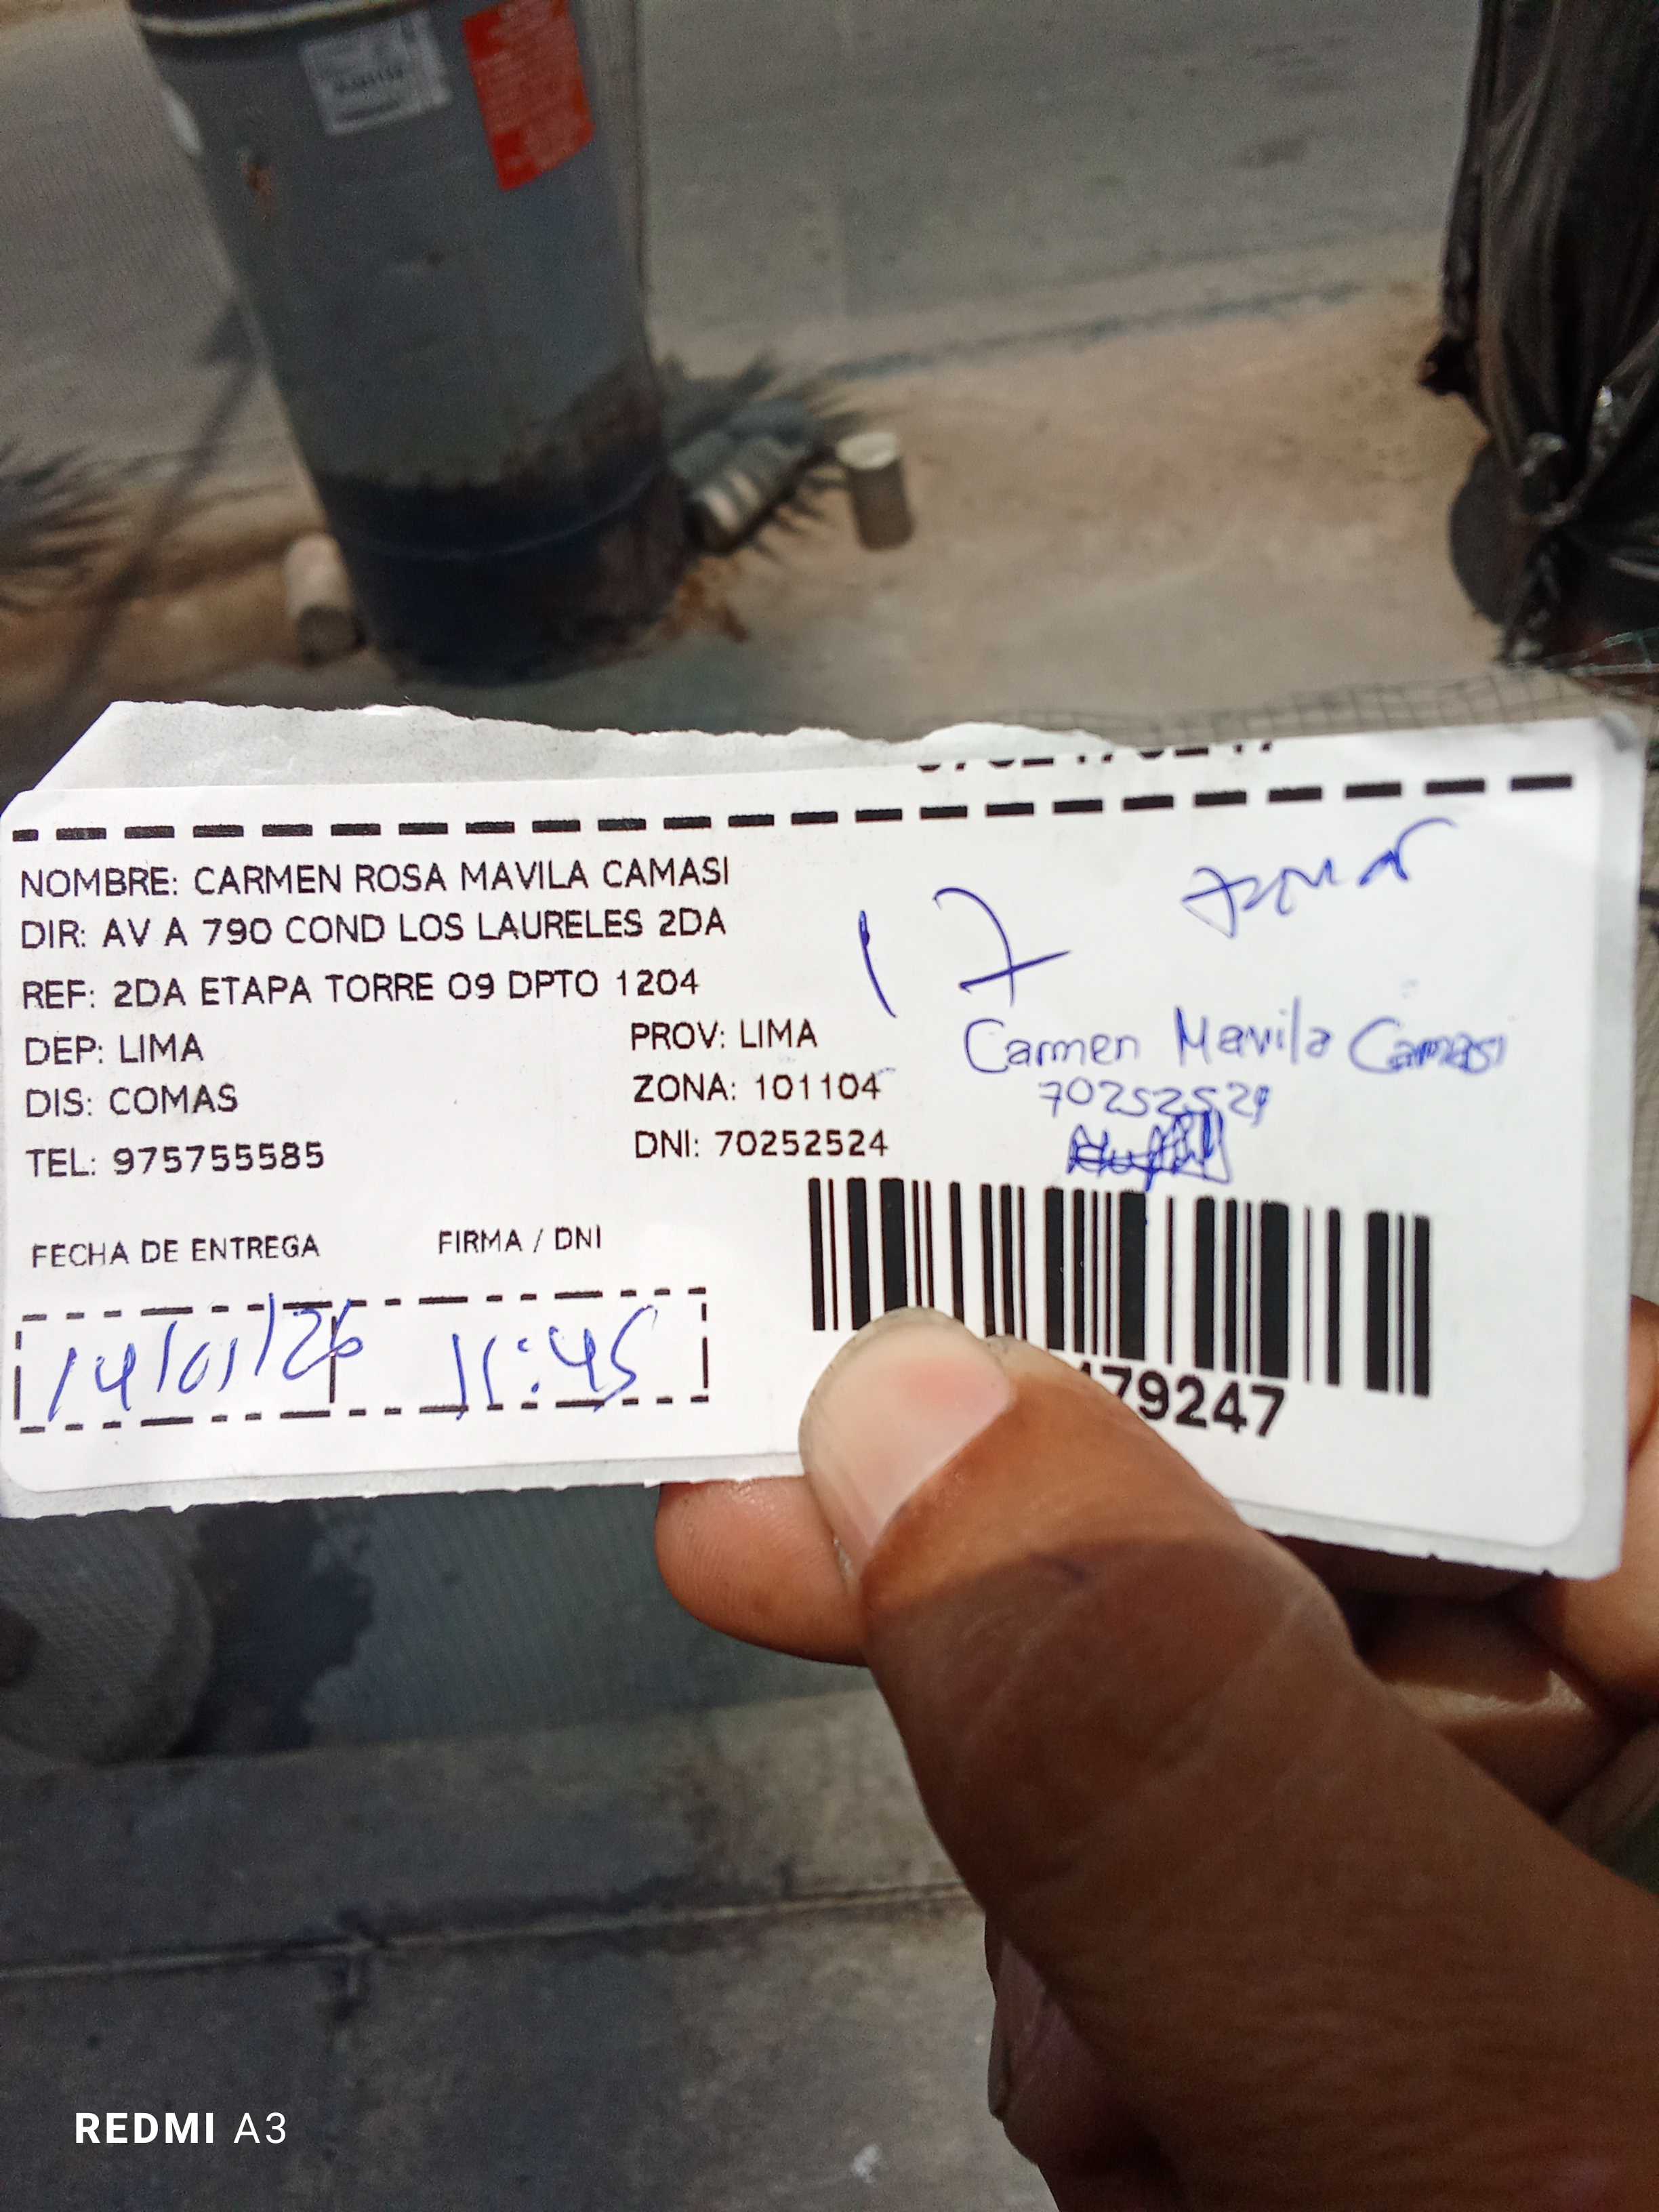 NOMBRE: CARMEN ROSA MAVILA CAMASI
DIR: AV A 790 COND LOS LAURELES 2DA
REF: 2DA ETAPA TORRE 09 DPTO 1204
DEP: LIMA
PROV: LIMA
DIS: COMAS
ZONA: 101104
TEL: 975755585
DNI: 70252524
17
Carmen Mavila Camasi
70252524
FECHA DE ENTREGA
FIRMA / DNI
14/01/26
11:45
79247
REDMI A3